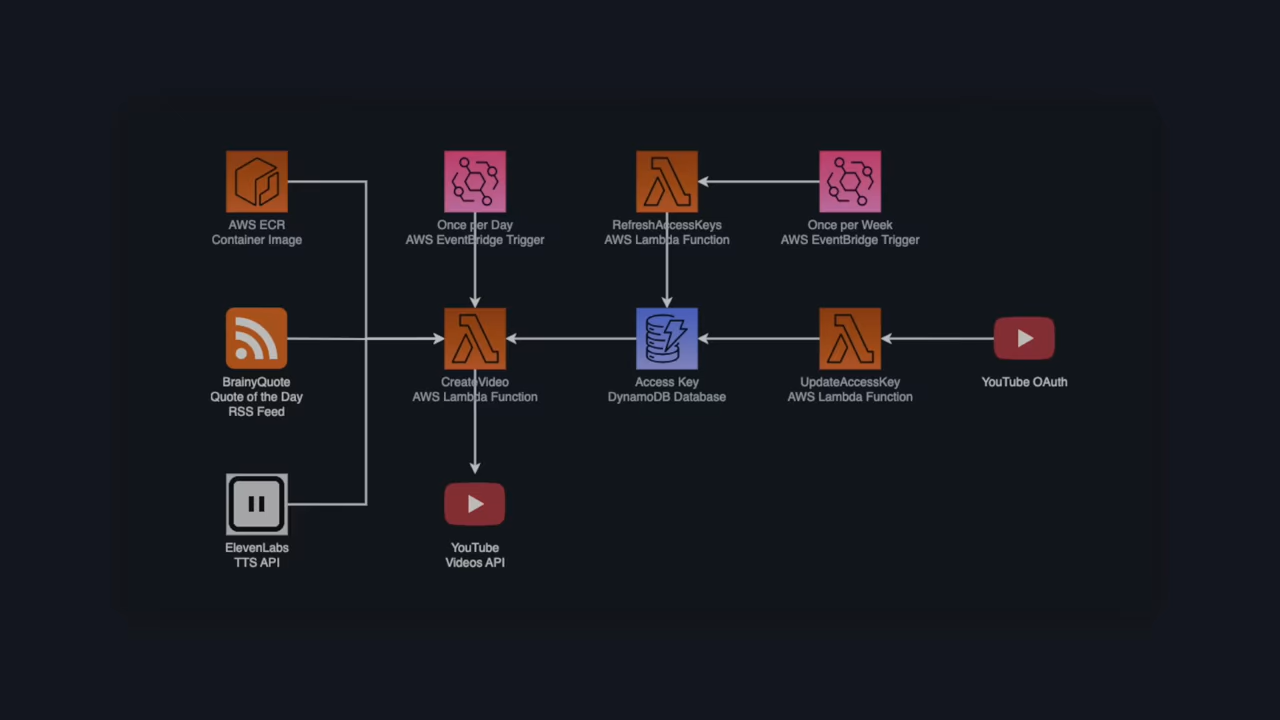 AWS ECR
Container Image
Once per Day
AWS EventBridge Trigger
RefreshAccessKeys
AWS Lambda Function
Once per Week
AWS EventBridge Trigger
BrainyQuote
Quote of the Day
RSS Feed
CreateVideo
AWS Lambda Function
Access Key
DynamoDB Database
UpdateAccessKey
AWS Lambda Function
YouTube OAuth
ElevenLabs
TTS API
YouTube
Videos API